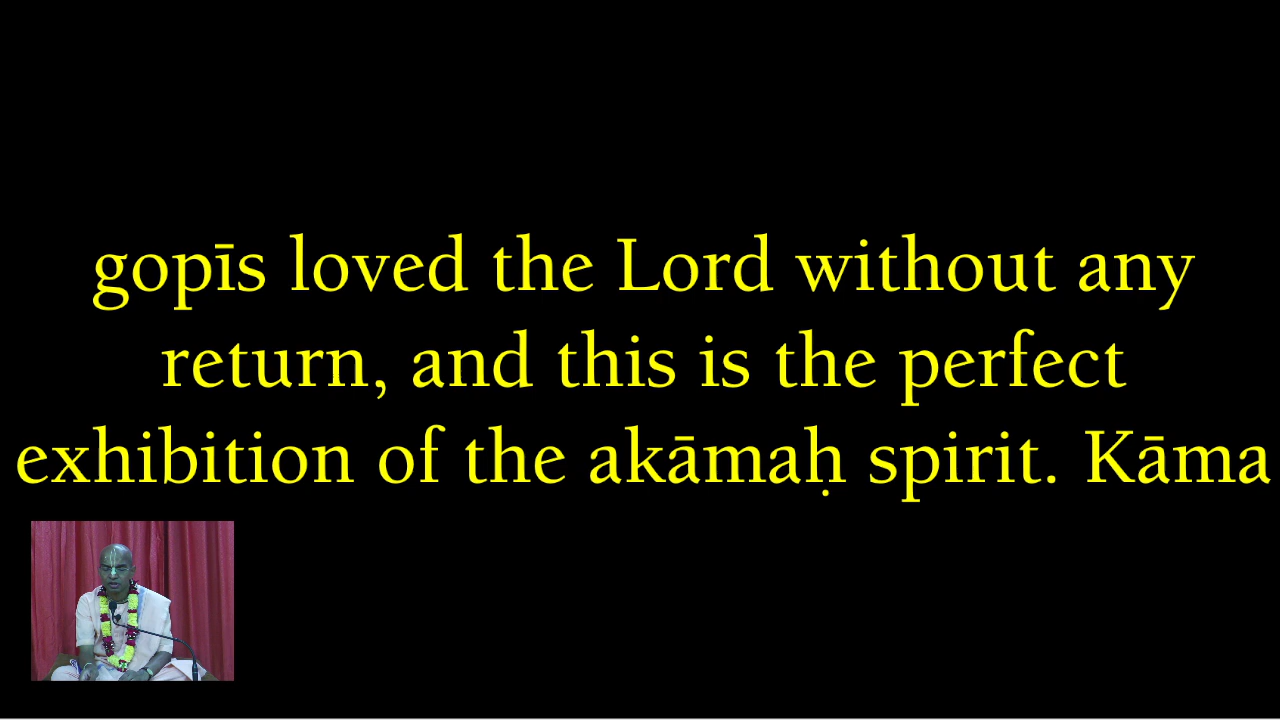 gopīs loved the Lord without any
return, and this is the perfect
exhibition of the akāmaḥ spirit. Kāma